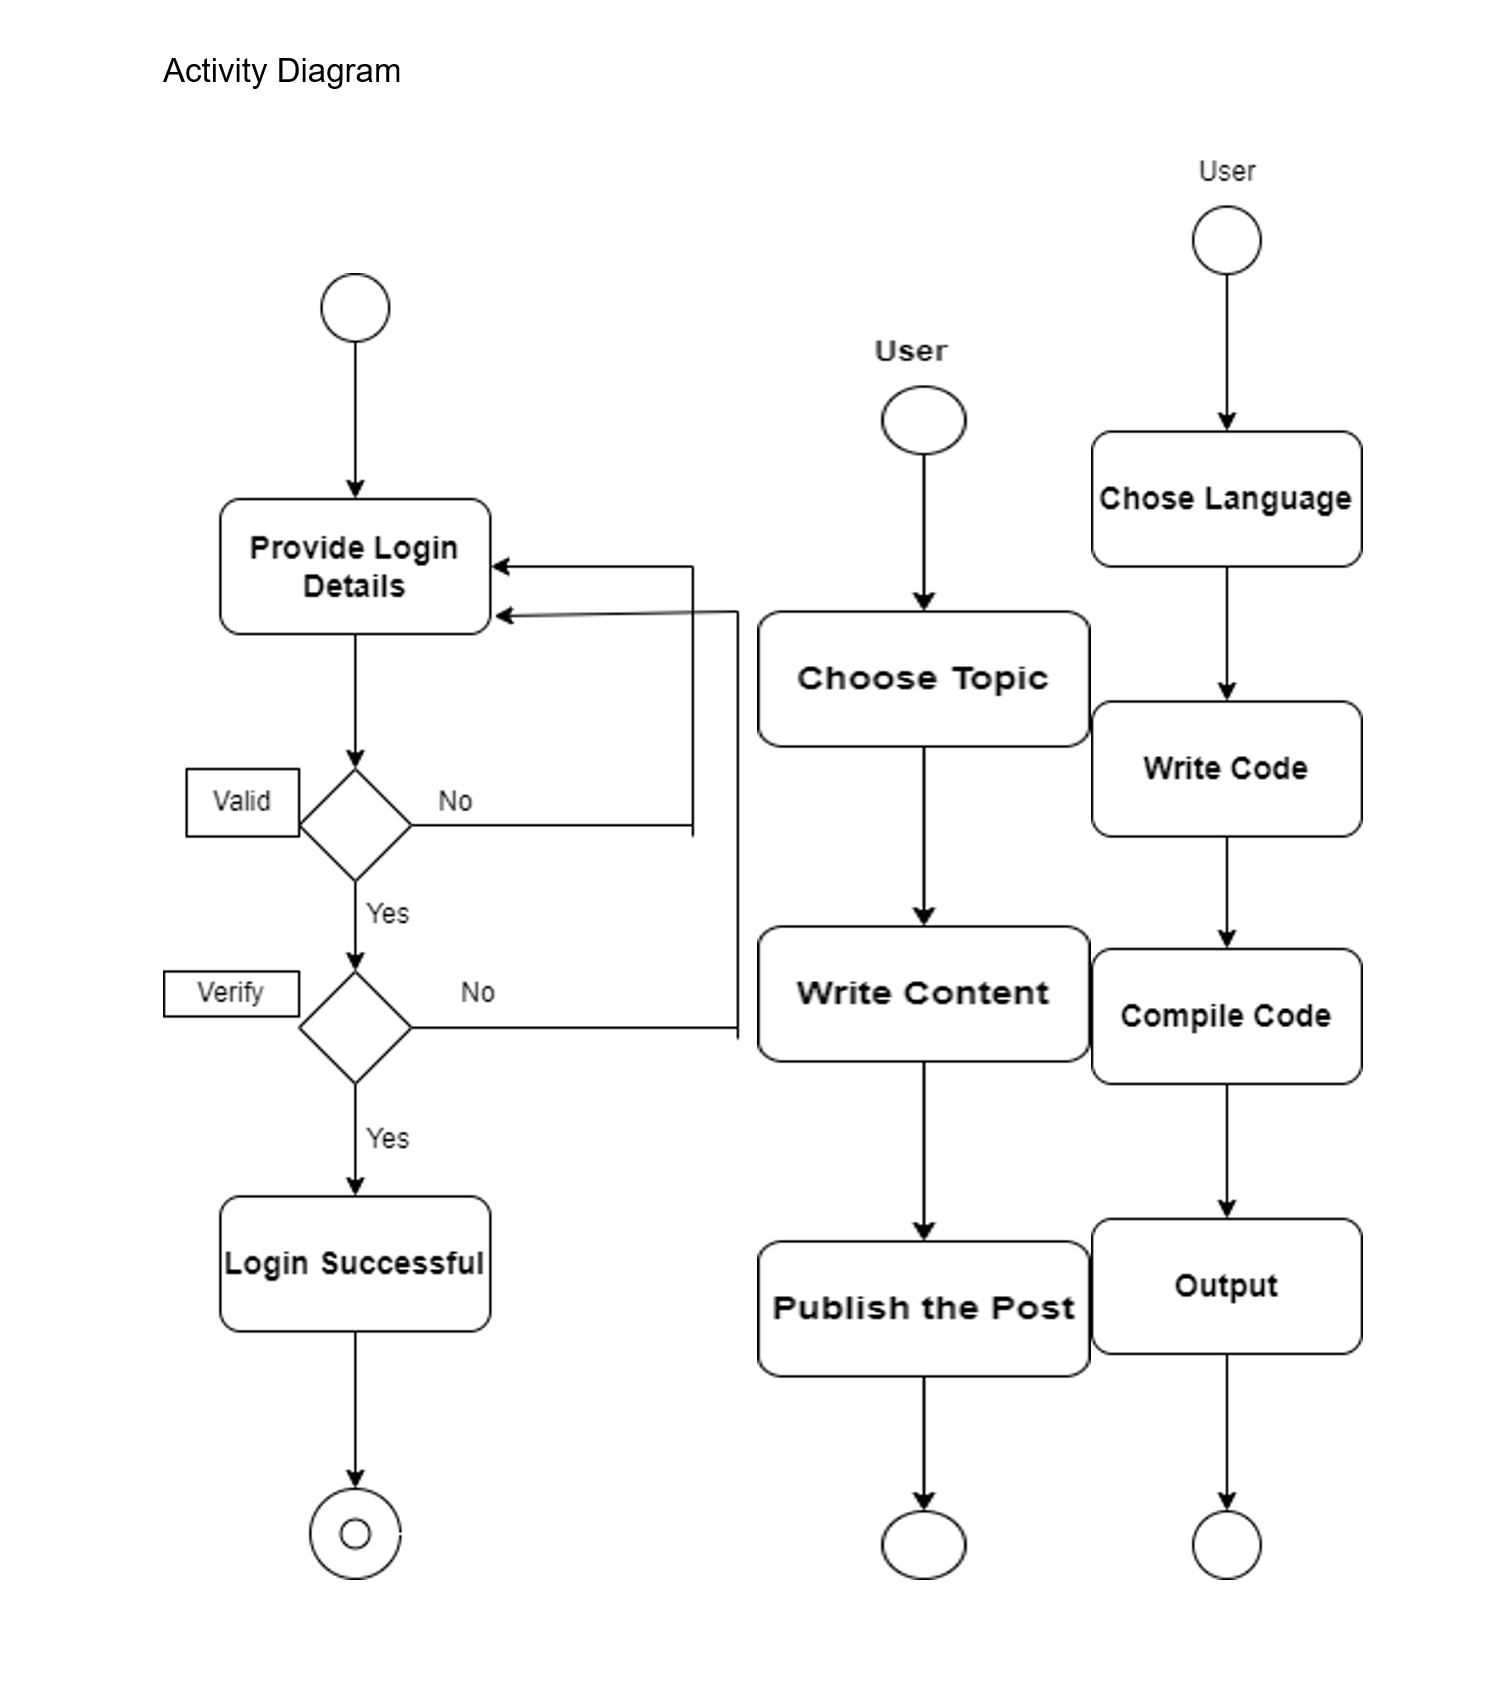 Activity Diagram
Provide Login
Details
Valid
No
Yes
Verify
No
Yes
Login Successful
User
Choose Topic
Write Content
Publish the Post
User
Chose Language
Write Code
Compile Code
Output